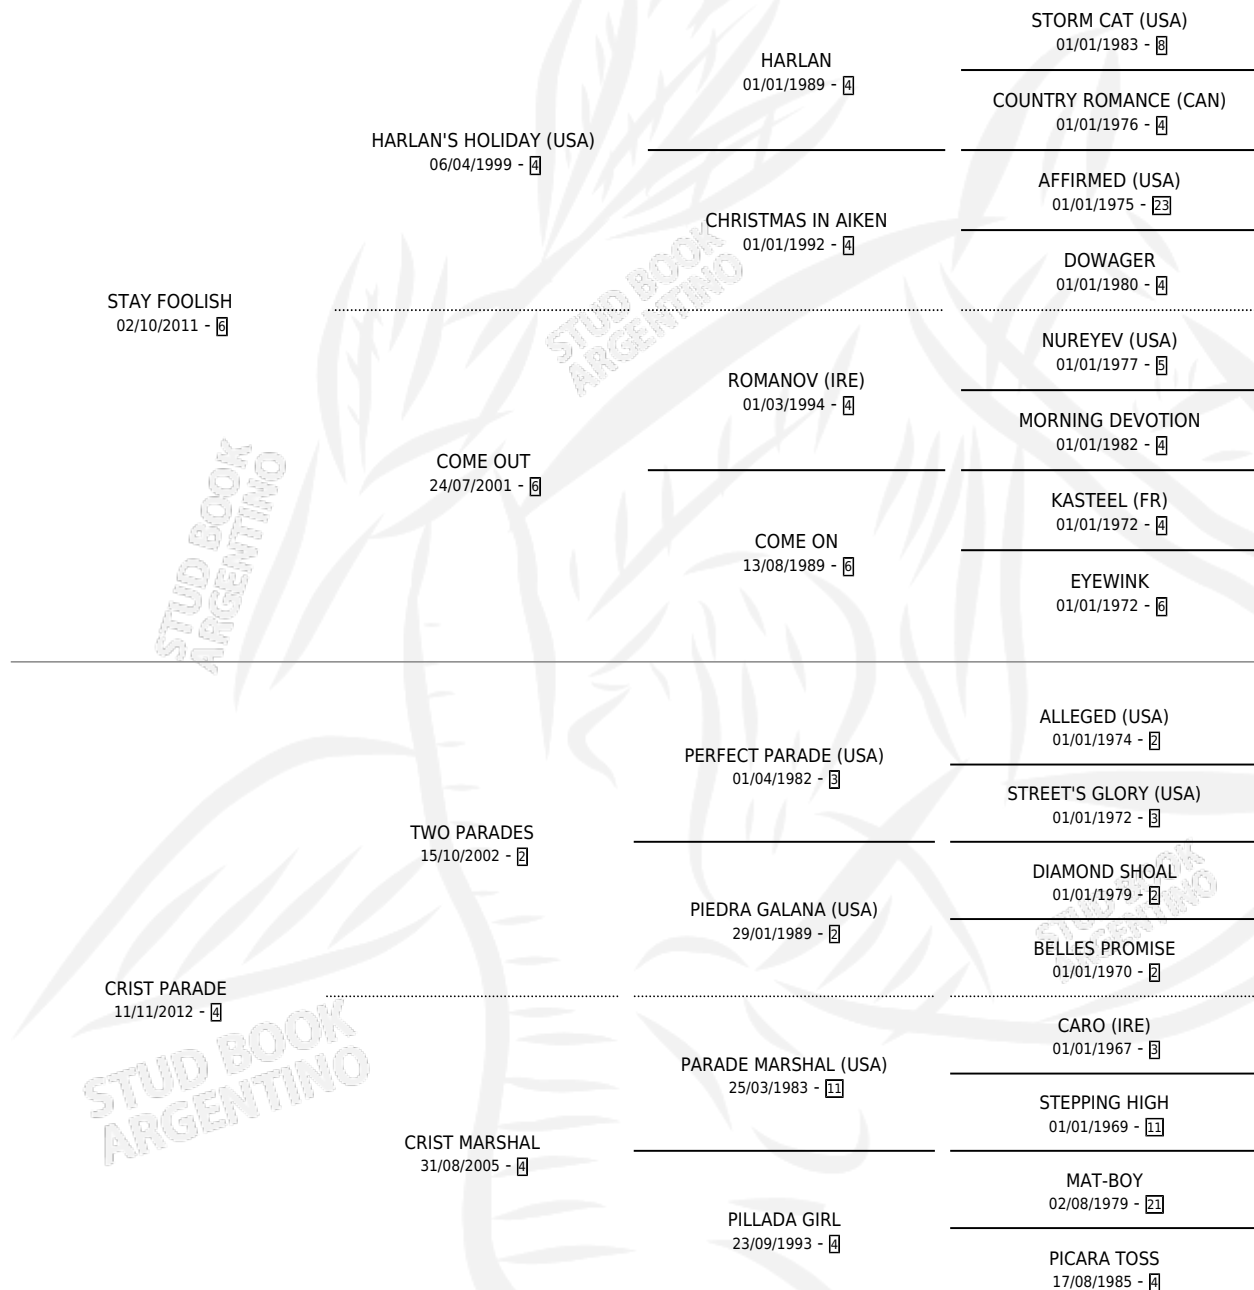 STORM CAT (USA)
01/01/1983 - 8
HARLAN
01/01/1989 - 4
COUNTRY ROMANCE (CAN)
01/01/1976 - 4
HARLAN'S HOLIDAY (USA)
06/04/1999 - 4
AFFIRMED (USA)
01/01/1975 - 23
CHRISTMAS IN AIKEN
01/01/1992 - 4
DOWAGER
01/01/1980 - 4
STAY FOOLISH
02/10/2011 - 6
NUREYEV (USA)
01/01/1977 - 5
ROMANOV (IRE)
01/03/1994 - 4
MORNING DEVOTION
01/01/1982 - 4
COME OUT
24/07/2001 - 6
KASTEEL (FR)
01/01/1972 - 4
COME ON
13/08/1989 - 6
EYEWINK
01/01/1972 - 6
ALLEGED (USA)
01/01/1974 - 2
PERFECT PARADE (USA)
01/04/1982 - 3
STREET'S GLORY (USA)
01/01/1972 - 3
TWO PARADES
15/10/2002 - 2
DIAMOND SHOAL
01/01/1979 - 2
PIEDRA GALANA (USA)
29/01/1989 - 2
BELLES PROMISE
01/01/1970 - 2
CRIST PARADE
11/11/2012 - 4
CARO (IRE)
01/01/1967 - 3
PARADE MARSHAL (USA)
25/03/1983 - 11
STEPPING HIGH
01/01/1969 - 11
CRIST MARSHAL
31/08/2005 - 4
MAT-BOY
02/08/1979 - 21
PILLADA GIRL
23/09/1993 - 4
PICARA TOSS
17/08/1985 - 4
STUD BOOK
ARGENTINO
STUD BOOK
ARGENTINO
STUD BOOK
ARGENTINO
STUD BOOK
ARGENTINO